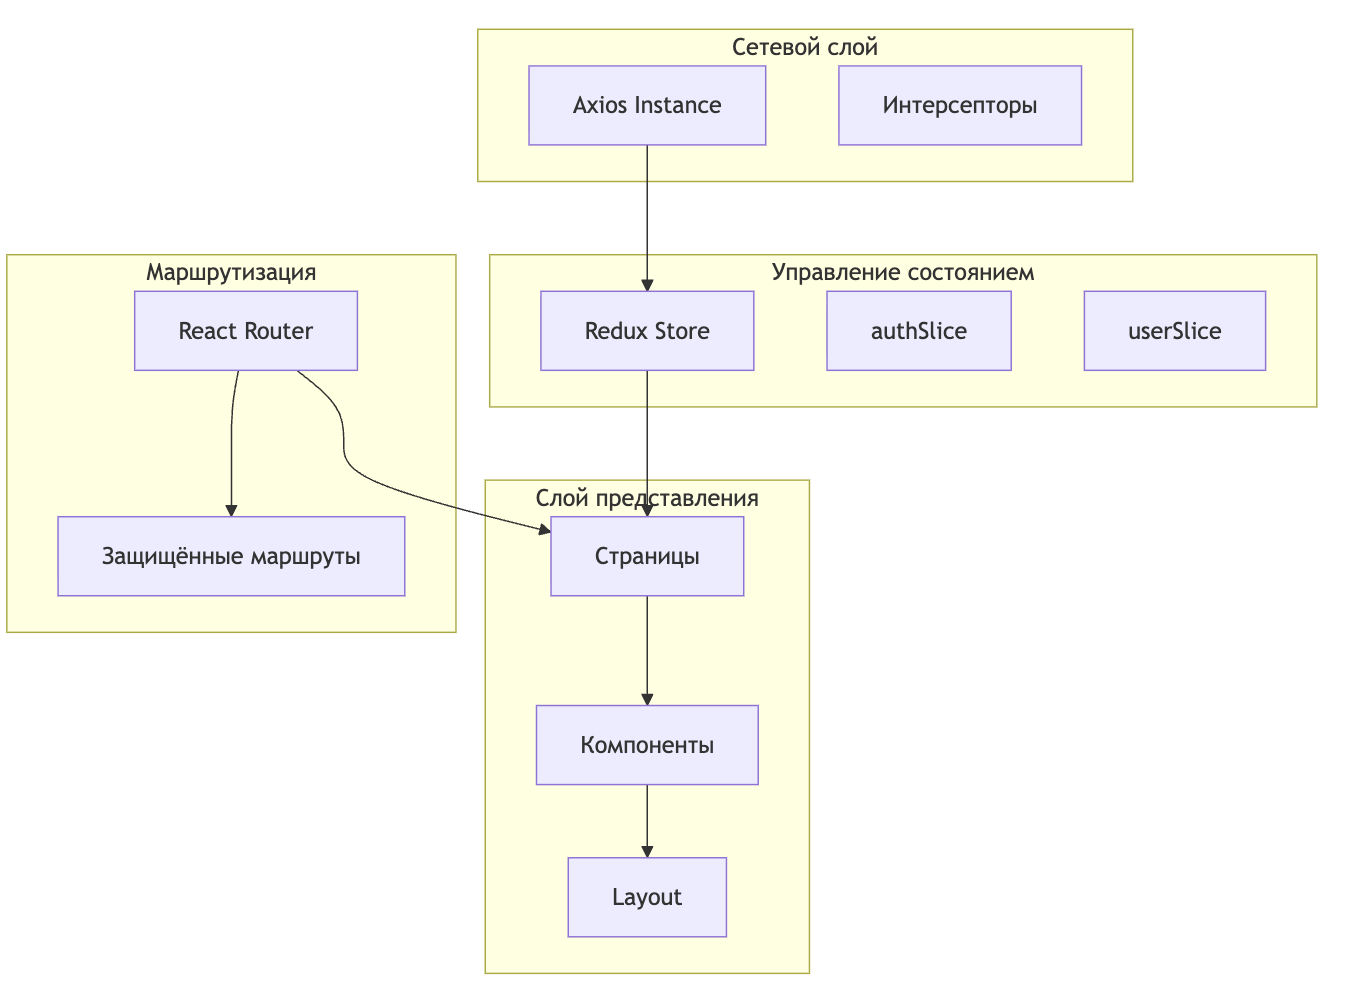 Сетевой слой
Axios Instance
Интерсепторы
Маршрутизация
React Router
Защищённые маршруты
Управление состоянием
Redux Store
authSlice
userSlice
Слой представления
Страницы
Компоненты
Layout